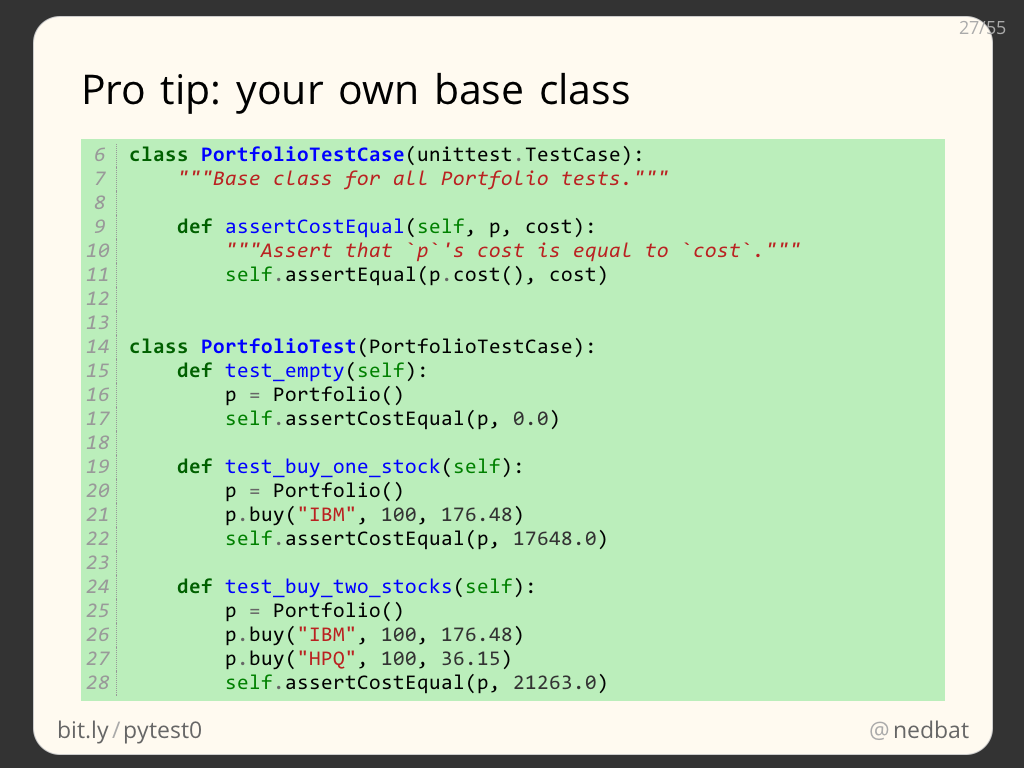 27/55
Pro tip: your own base class
6 class PortfolioTestCase(unittest.TestCase):
7     """Base class for all Portfolio tests."""
8
9     def assertCostEqual(self, p, cost):
10         """Assert that `p`'s cost is equal to `cost`."""
11         self.assertEqual(p.cost(), cost)
12
13
14 class PortfolioTest(PortfolioTestCase):
15     def test_empty(self):
16         p = Portfolio()
17         self.assertCostEqual(p, 0.0)
18
19     def test_buy_one_stock(self):
20         p = Portfolio()
21         p.buy("IBM", 100, 176.48)
22         self.assertCostEqual(p, 17648.0)
23
24     def test_buy_two_stocks(self):
25         p = Portfolio()
26         p.buy("IBM", 100, 176.48)
27         p.buy("HPQ", 100, 36.15)
28         self.assertCostEqual(p, 21263.0)
bit.ly/pytest0
@nedbat